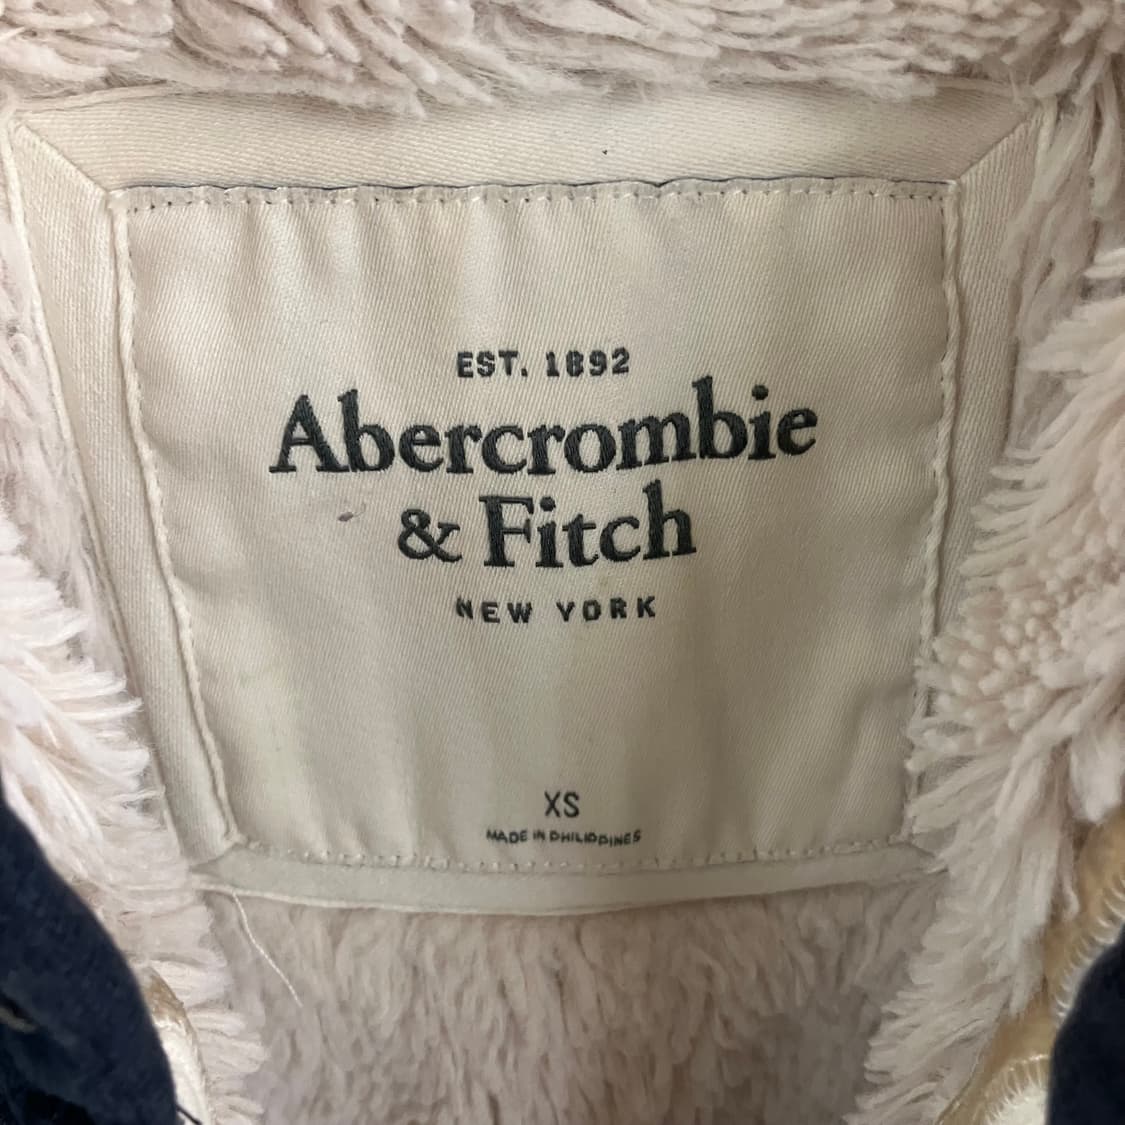 EST. 1892
Abercrombie
& Fitch
NEW YORK
XS
MADE IN PHILIPPINES